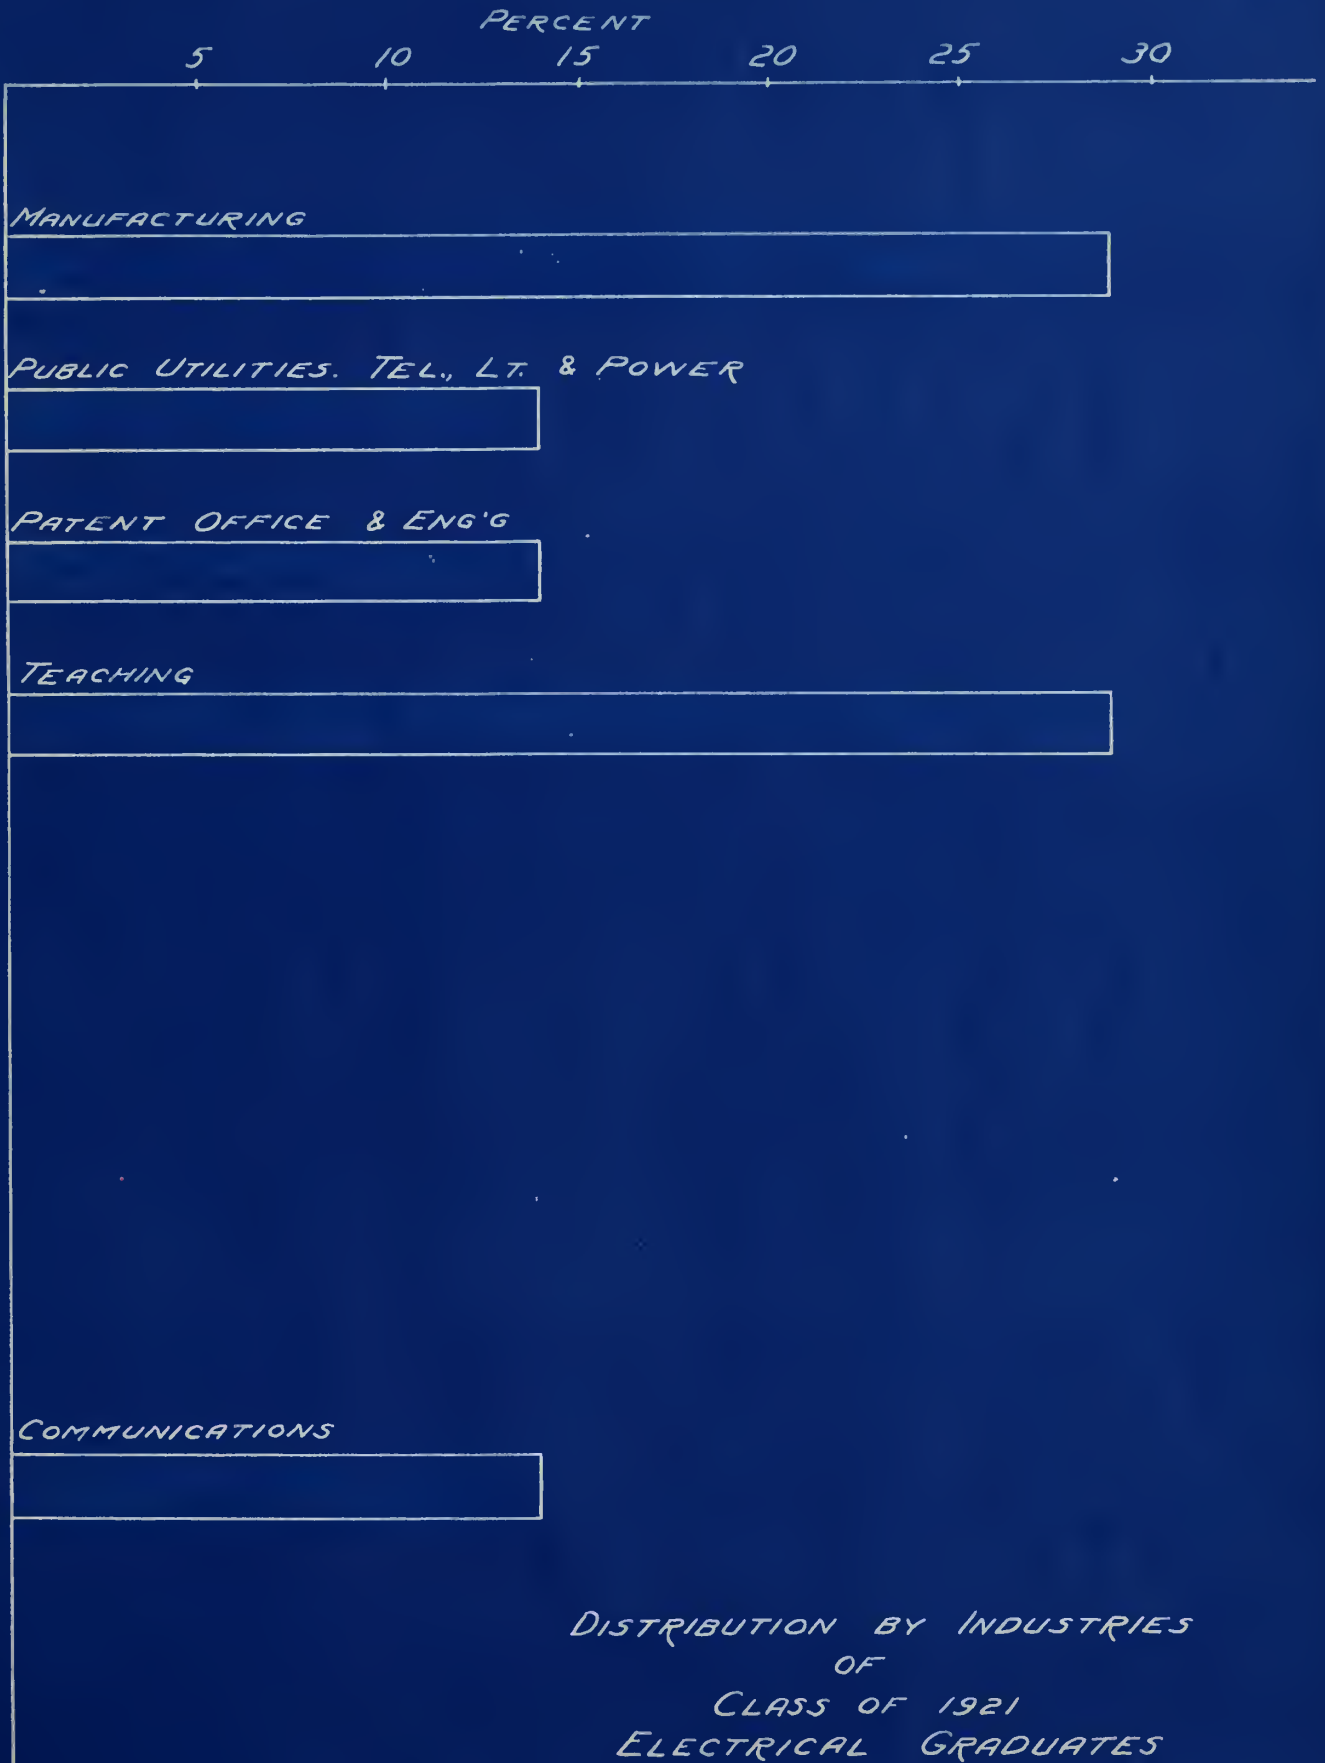 PERCENT
5 10 15 20 25 30
MANUFACTURING
PUBLIC UTILITIES. TEL., LT. & POWER
PATENT OFFICE & ENG'G
TEACHING
COMMUNICATIONS
DISTRIBUTION BY INDUSTRIES
OF
CLASS OF 1921
ELECTRICAL GRADUATES